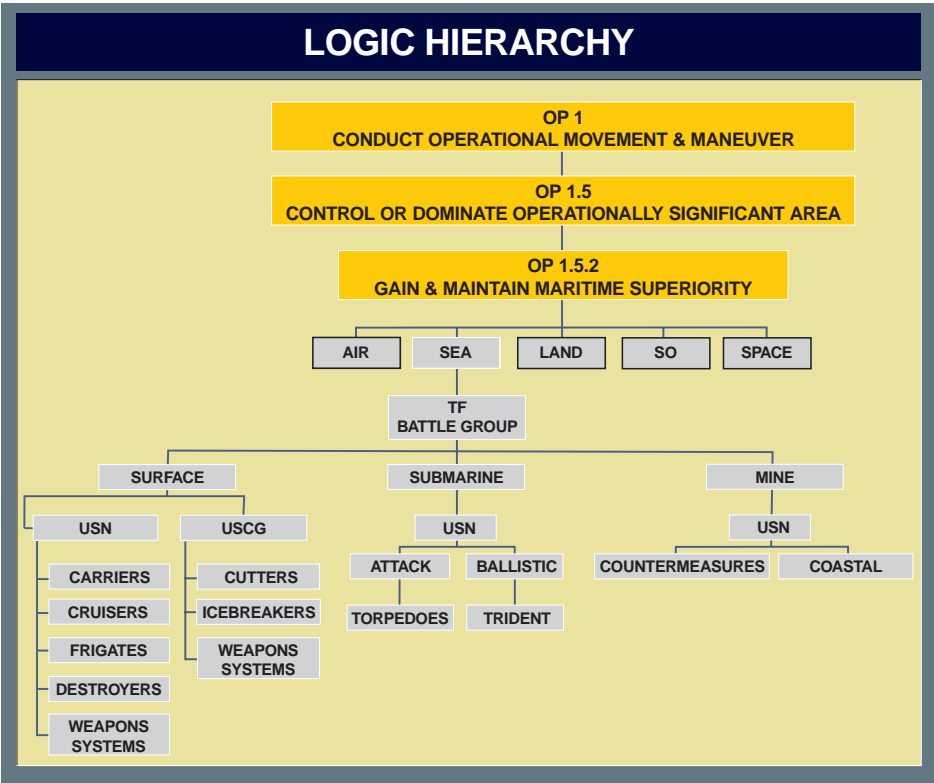 LOGIC HIERARCHY
OP 1
CONDUCT OPERATIONAL MOVEMENT & MANEUVER
OP 1.5
CONTROL OR DOMINATE OPERATIONALLY SIGNIFICANT AREA
OP 1.5.2
GAIN & MAINTAIN MARITIME SUPERIORITY
AIR
SEA
LAND
SO
SPACE
TF
BATTLE GROUP
SURFACE
SUBMARINE
MINE
USN
USCG
USN
USN
CARRIERS
CRUISERS
FRIGATES
DESTROYERS
WEAPONS
SYSTEMS
CUTTERS
ICEBREAKERS
WEAPONS
SYSTEMS
ATTACK
BALLISTIC
TORPEDOES
TRIDENT
COUNTERMEASURES
COASTAL